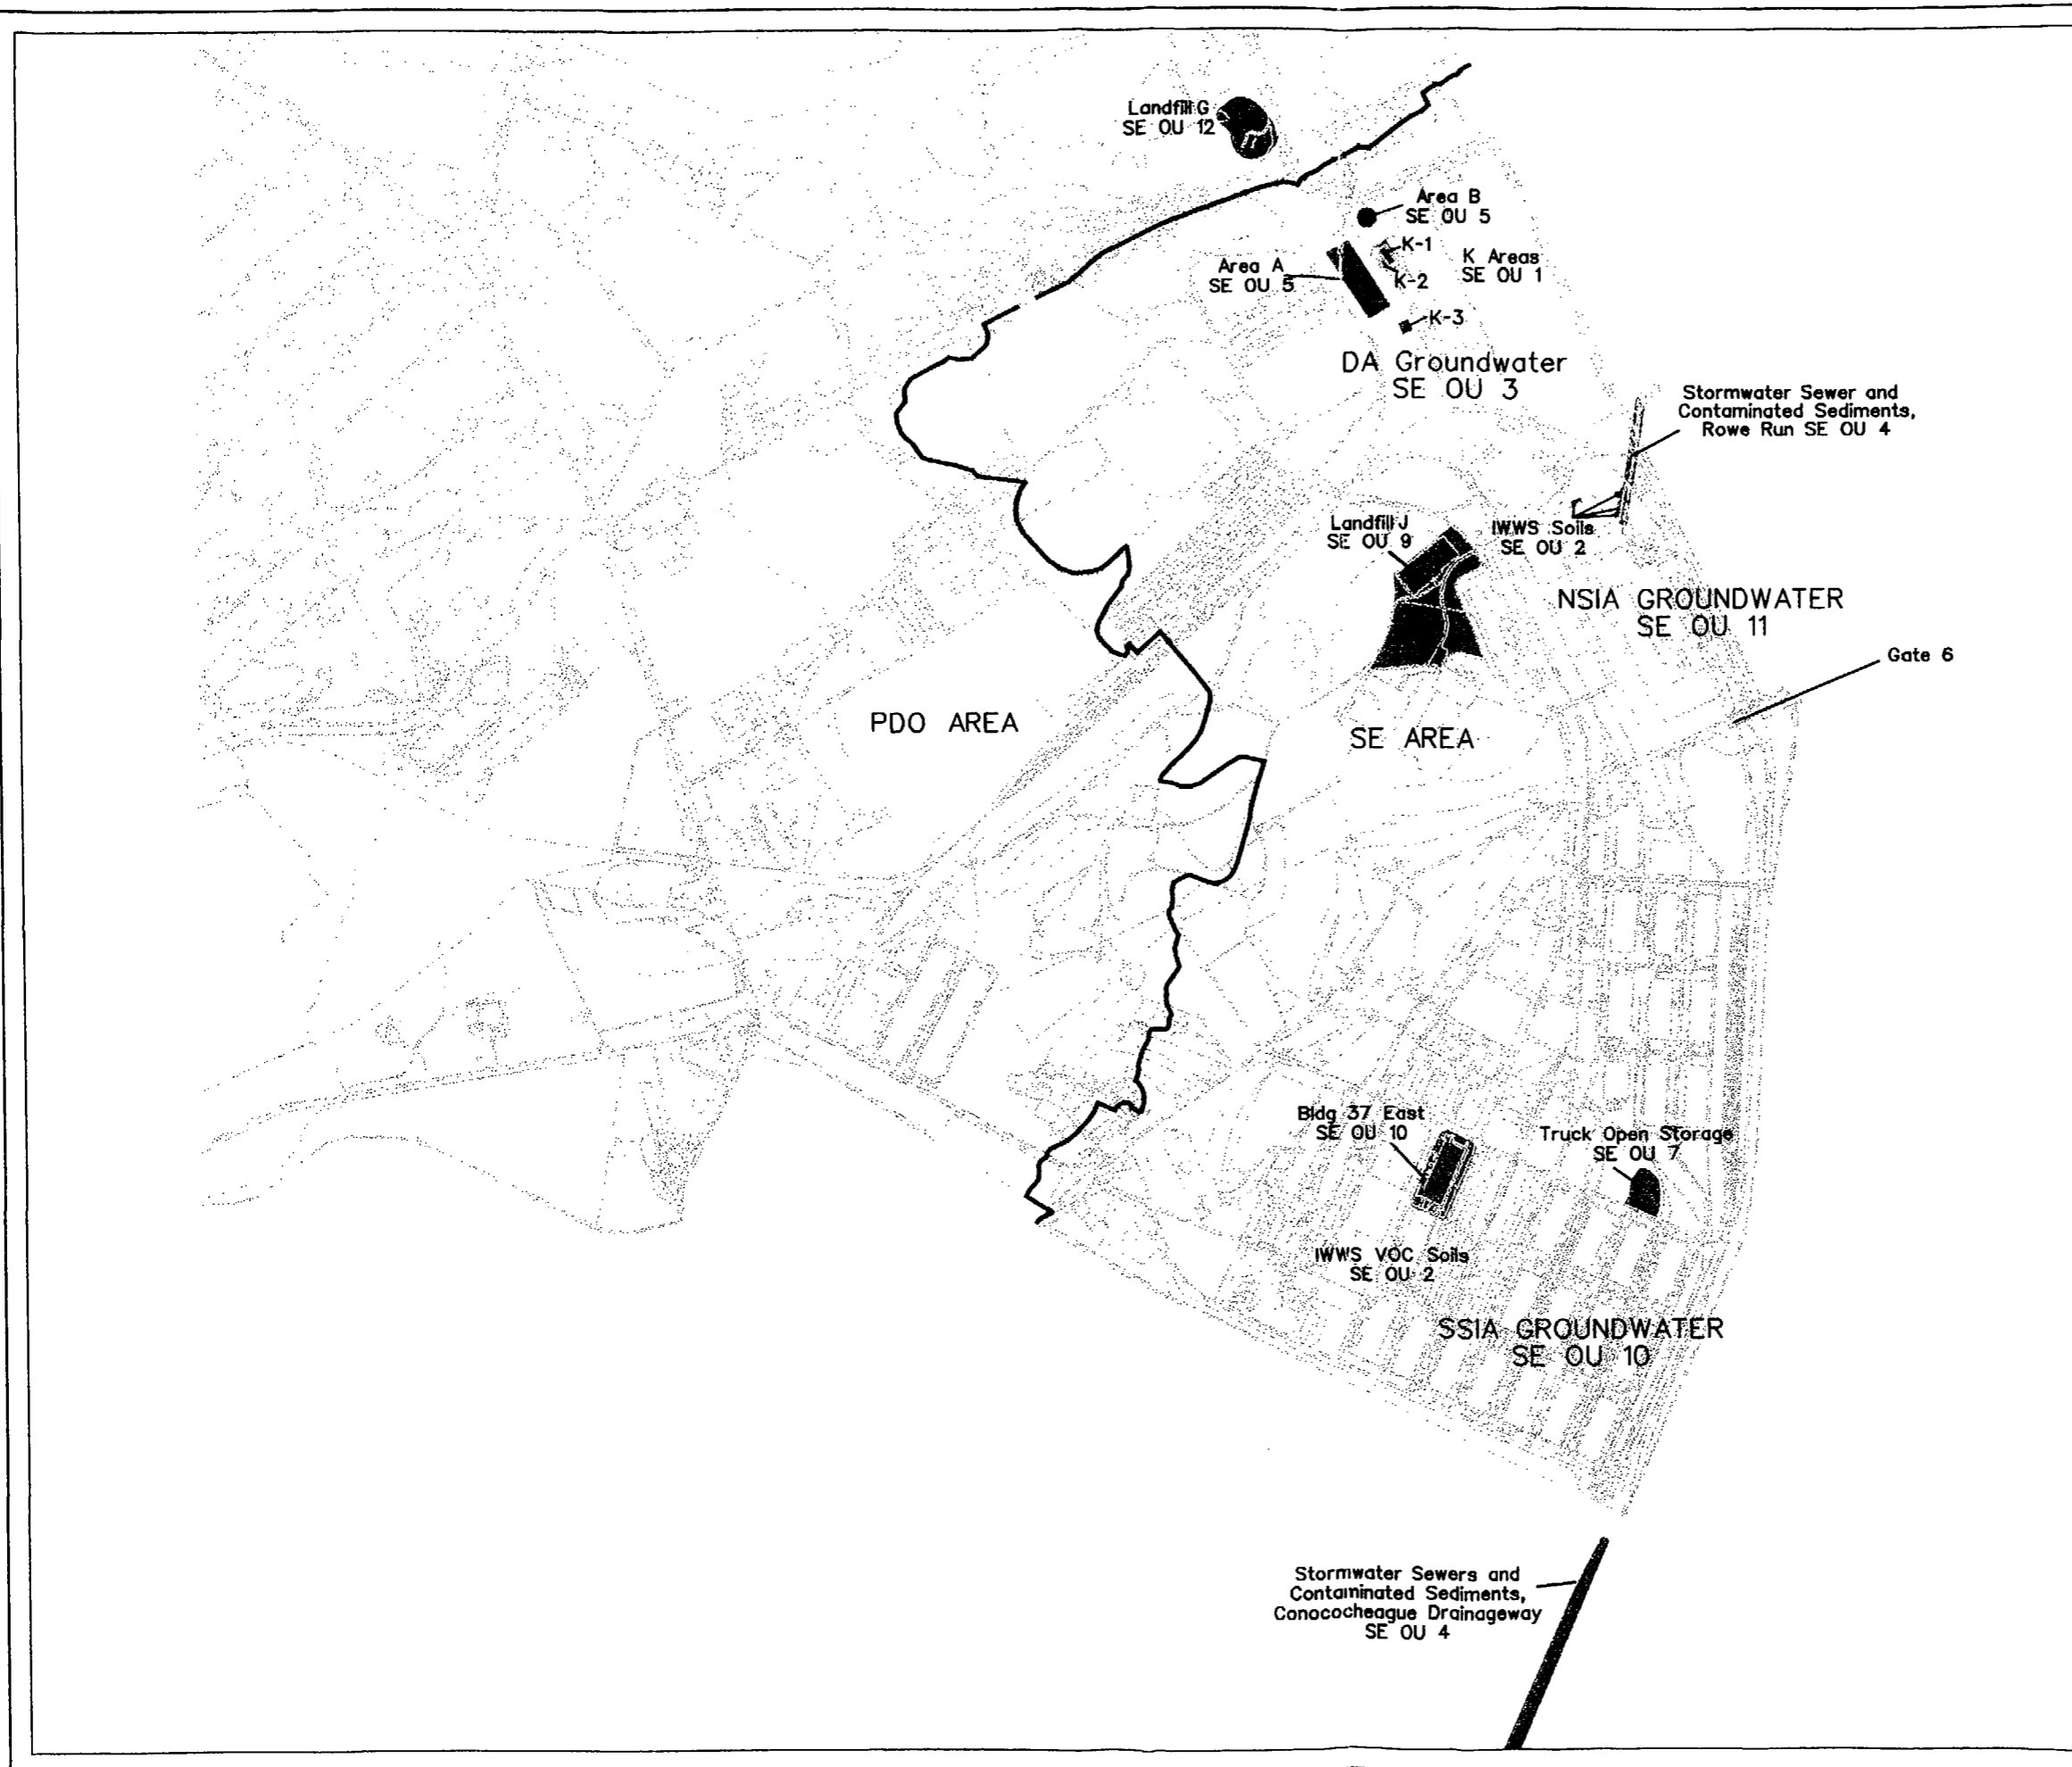 Landfill G
SE OU 12
Area B
SE OU 5
K-1
K Areas
SE OU 1
Area A
SE OU 5
K-2
K-3
DA Groundwater
SE OU 3
Stormwater Sewer and
Contaminated Sediments,
Rowe Run SE OU 4
Landfill J
SE OU 9
IWWS Soils
SE OU 2
NSIA GROUNDWATER
SE OU 11
Gate 6
PDO AREA
SE AREA
Bldg 37 East
SE OU 10
Truck Open Storage
SE OU 7
IWWS VOC Soils
SE OU 2
SSIA GROUNDWATER
SE OU 10
Stormwater Sewers and
Contaminated Sediments,
Conococheague Drainageway
SE OU 4